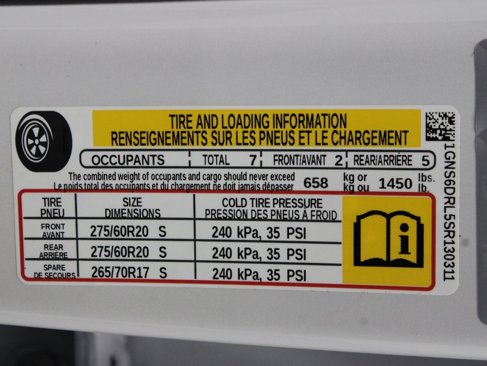 TIRE AND LOADING INFORMATION
RENSEIGNEMENTS SUR LES PNEUS ET LE CHARGEMENT
OCCUPANTS TOTAL 7 FRONT/AVANT 2 REAR/ARRIÈRE 5
The combined weight of occupants and cargo should never exceed 658 kg or 1450 lbs.
Le poids total des occupants et du chargement ne doit jamais dépasser kg ou lb.
TIRE SIZE COLD TIRE PRESSURE
PNEU DIMENSIONS PRESSION DES PNEUS A FROID
FRONT
AVANT 275/60R20 S 240 kPa, 35 PSI
REAR
ARRIÈRE 275/60R20 S 240 kPa, 35 PSI
SPARE
DE SECOURS 265/70R17 S 240 kPa, 35 PSI
1GNS6DRL5SR130311